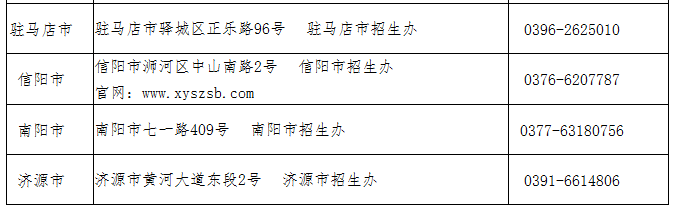 驻马店市 驻马店市驿城区正乐路96号 驻马店市招生办 0396-2625010
信阳市 信阳市浉河区中山南路2号 信阳市招生办 0376-6207787
官网：www.xyszsb.com
南阳市 南阳市七一路409号 南阳市招生办 0377-63180756
济源市 济源市黄河大道东段2号 济源市招生办 0391-6614806